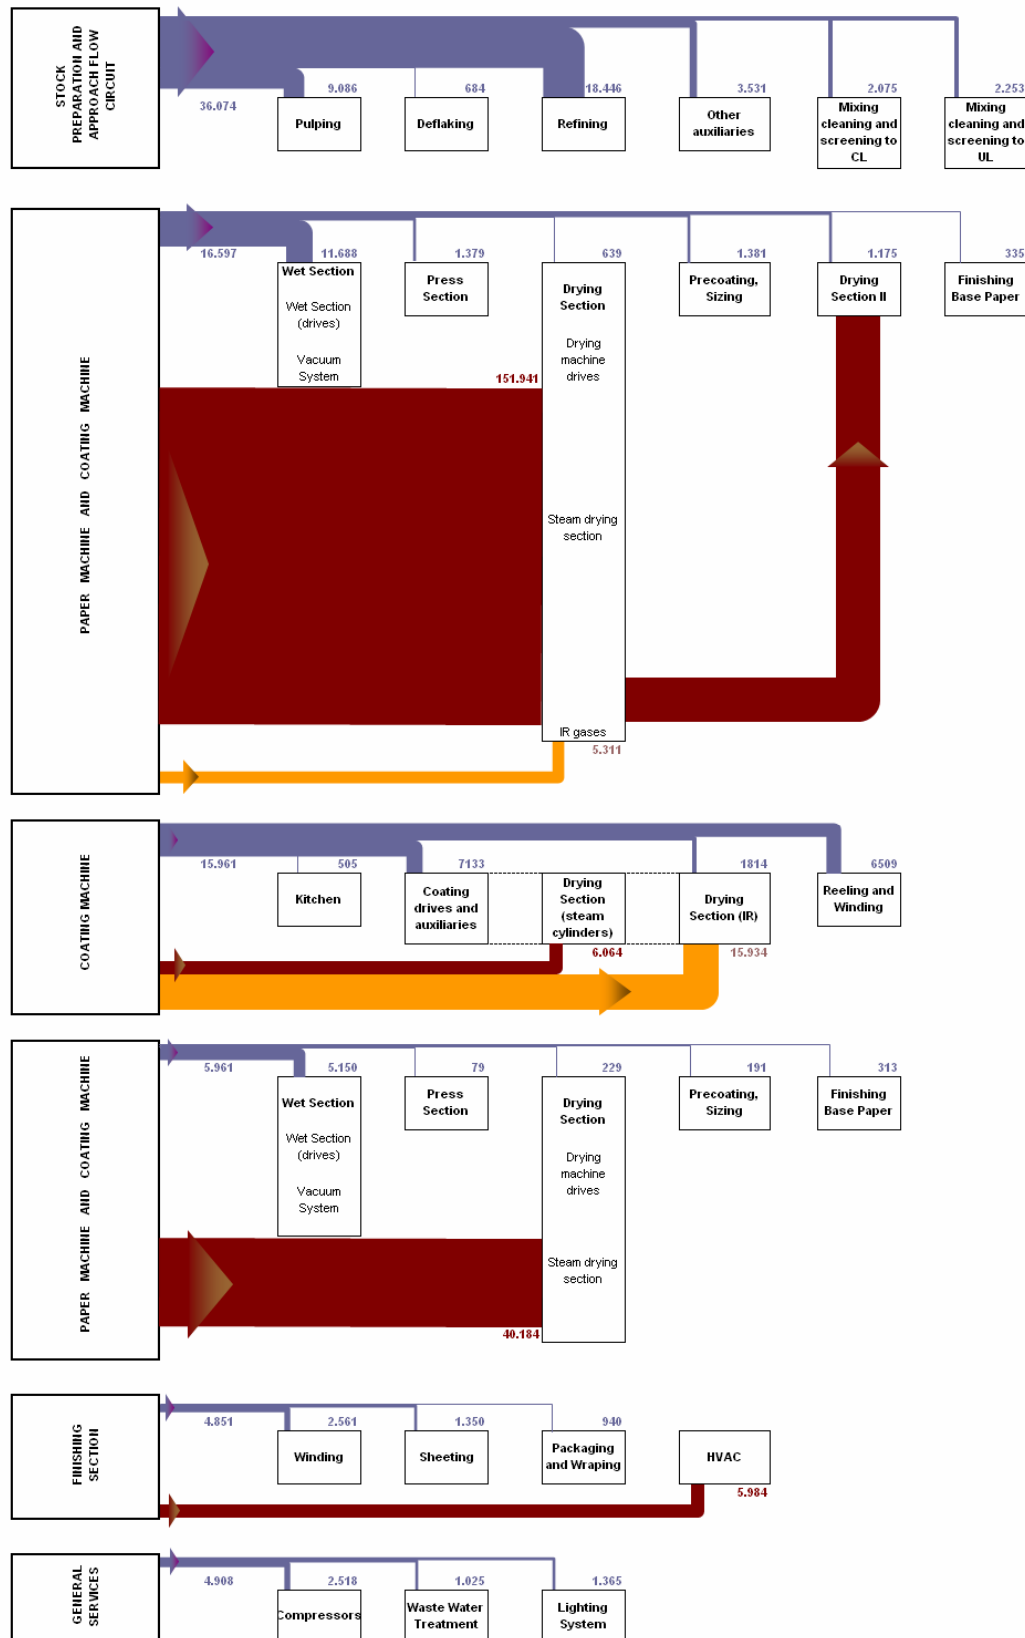 STOCK
PREPARATION AND
APPROACH FLOW
CIRCUIT
36.074
9.086
684
18.446
3.531
2.075
2.253
Pulping
Deflaking
Refining
Other
auxiliaries
Mixing
cleaning and
screening to
CL
Mixing
cleaning and
screening to
UL
PAPER MACHINE AND COATING MACHINE
16.597
11.688
1.379
639
1.381
1.175
335
Wet Section
Wet Section
(drives)
Vacuum
System
Press
Section
Drying
Section
Drying
machine
drives
Steam drying
section
IR gases
Precoating,
Sizing
Drying
Section II
Finishing
Base Paper
151.941
5.311
COATING MACHINE
15.961
505
7133
1814
6509
Kitchen
Coating
drives and
auxiliaries
Drying
Section
(steam
cylinders)
Drying
Section (IR)
Reeling and
Winding
6.064
15.934
PAPER MACHINE AND COATING MACHINE
5.961
5.150
79
229
191
313
Wet Section
Wet Section
(drives)
Vacuum
System
Press
Section
Drying
Section
Drying
machine
drives
Steam drying
section
Precoating,
Sizing
Finishing
Base Paper
40.184
FINISHING
SECTION
4.851
2.561
1.350
940
Winding
Sheeting
Packaging
and Wraping
HVAC
5.984
GENERAL
SERVICES
4.908
2.518
1.025
1.365
Compressors
Waste Water
Treatment
Lighting
System